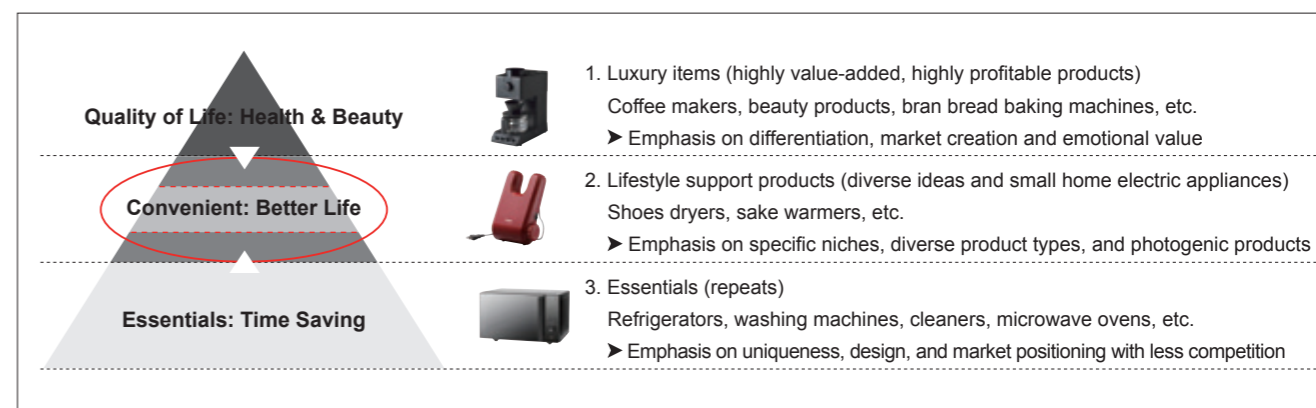 Quality of Life: Health & Beauty
1. Luxury items (highly value-added, highly profitable products)
Coffee makers, beauty products, bran bread baking machines, etc.
➤ Emphasis on differentiation, market creation and emotional value
Convenient: Better Life
2. Lifestyle support products (diverse ideas and small home electric appliances)
Shoes dryers, sake warmers, etc.
➤ Emphasis on specific niches, diverse product types, and photogenic products
Essentials: Time Saving
3. Essentials (repeats)
Refrigerators, washing machines, cleaners, microwave ovens, etc.
➤ Emphasis on uniqueness, design, and market positioning with less competition